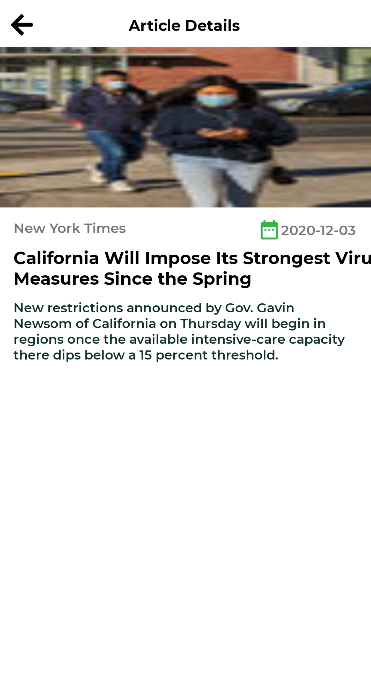 Article Details
New York Times
2020-12-03
California Will Impose Its Strongest Viru
Measures Since the Spring
New restrictions announced by Gov. Gavin
Newsom of California on Thursday will begin in
regions once the available intensive-care capacity
there dips below a 15 percent threshold.